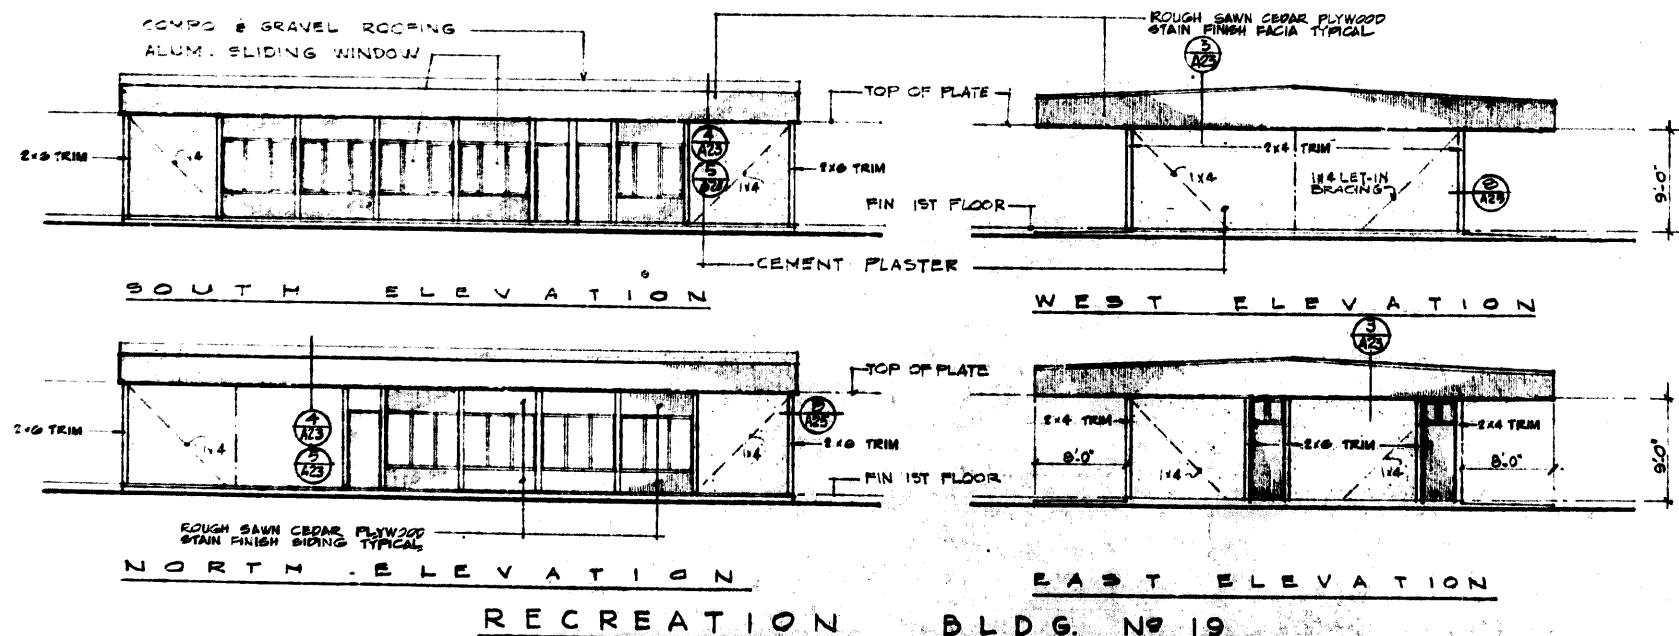 COMPO & GRAVEL ROOFING
ALUM. SLIDING WINDOW
ROUGH SAWN CEDAR PLYWOOD
STAIN FINISH FACIA TYPICAL
3
A23
TOP OF PLATE
2x6 TRIM
1x4
4
A23
5
1x4
2x6 TRIM
2x4 TRIM
1x4
1x4 LET-IN
BRACING
A23
9'-0"
FIN 1ST FLOOR
CEMENT PLASTER
SOUTH ELEVATION
WEST ELEVATION
3
A23
TOP OF PLATE
2x6 TRIM
1x4
4
A23
5
A23
1x4
A23
2x6 TRIM
2x4 TRIM
2x6 TRIM
2x4 TRIM
8'-0"
1x4
1x4
8'-0"
9'-0"
FIN 1ST FLOOR
ROUGH SAWN CEDAR PLYWOOD
STAIN FINISH SIDING TYPICAL
NORTH ELEVATION
EAST ELEVATION
RECREATION BLDG. Nº 19